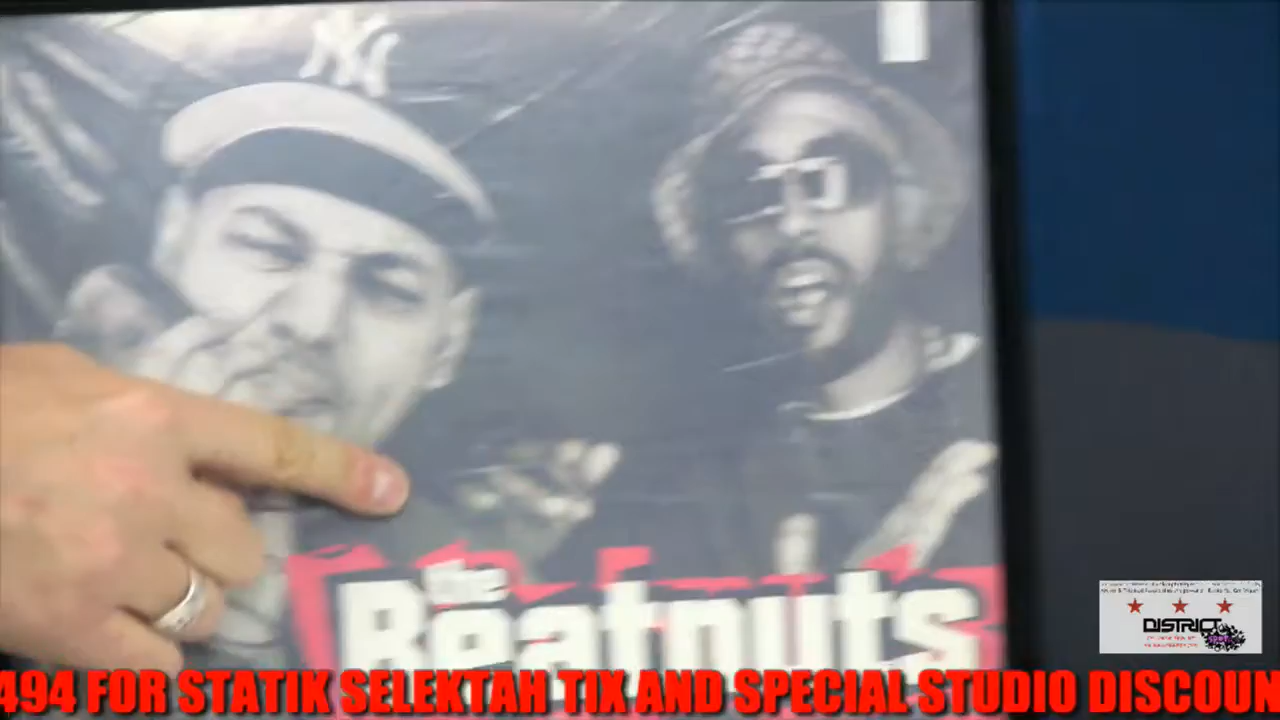 NY
the
Beatnuts
DISTRICT
494 FOR STATIK SELEKTAH TIX AND SPECIAL STUDIO DISCOUN